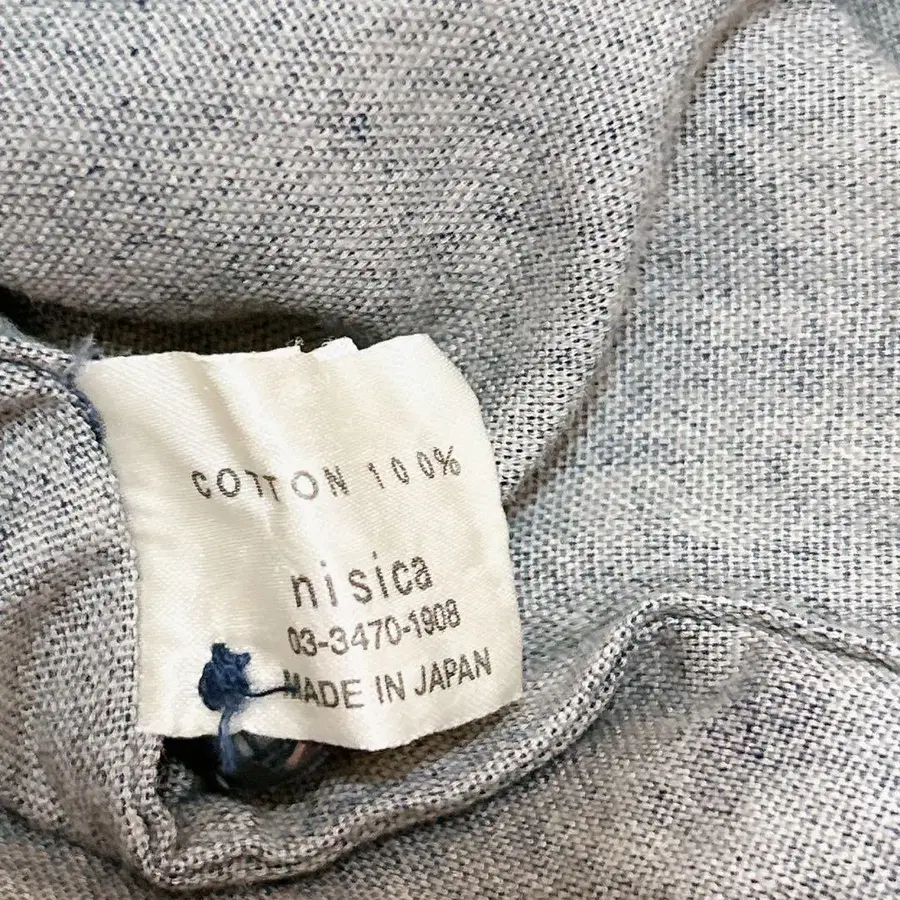 COTTON 100%
nisica
03-3470-1908
MADE IN JAPAN